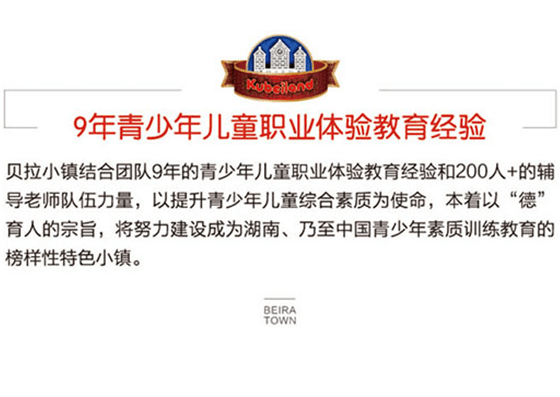 Kubeiland
9年青少年儿童职业体验教育经验
贝拉小镇结合团队9年的青少年儿童职业体验教育经验和200人+的辅
导老师队伍力量，以提升青少年儿童综合素质为使命，本着以“德”
育人的宗旨，将努力建设成为湖南、乃至中国青少年素质训练教育的
榜样性特色小镇。
BEIRA
TOWN